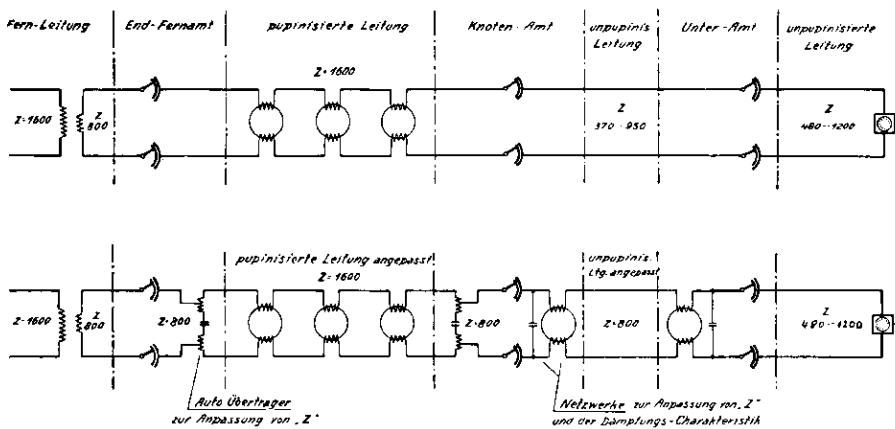 Fern-Leitung
End-Fernamt
pupinisierte Leitung
Knoten-Amt
unpupinis
Leitung
Unter-Amt
unpupinisierte
Leitung
Z=1600
Z=1600
Z
800
Z
370-950
Z
480--1200
pupinisierte Leitung angepasst
Z=1600
unpupinis.
Ltg. angepasst
Z=1600
Z
800
Z=800
Z=800
Z=800
Z
480--1200
Auto Übertrager
zur Anpassung von „Z"
Netzwerke zur Anpassung von „Z"
und der Dämpfungs-Charakteristik